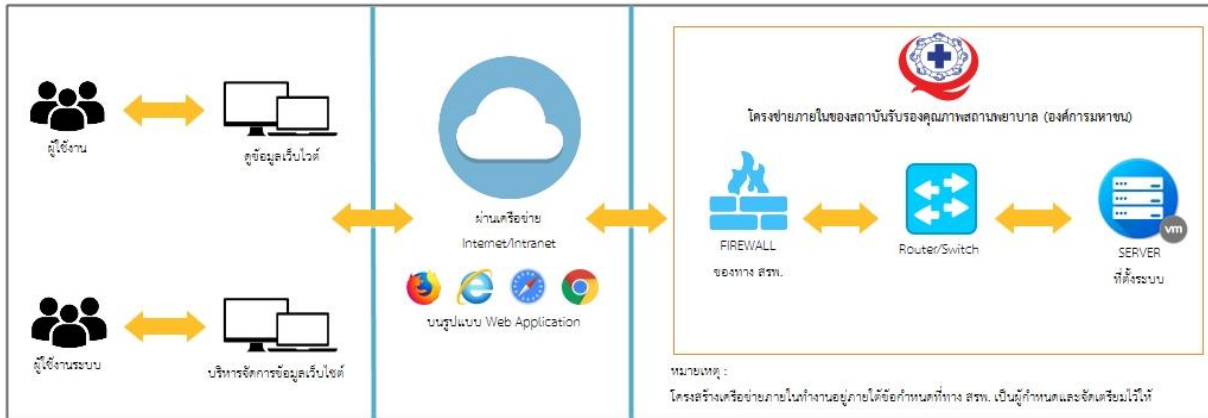 ผู้ใช้งาน
ดูข้อมูลเว็บไวต์
ผู้ใช้งานระบบ
บริหารจัดการข้อมูลเว็บไซต์
ผ่านเครือข่าย
Internet/Intranet
บนรูปแบบ Web Application
โครงข่ายภายในของสถาบันรับรองคุณภาพสถานพยาบาล (องค์การมหาชน)
FIREWALL
ของทาง สรพ.
Router/Switch
vm
SERVER
ที่ตั้งระบบ
หมายเหตุ :
โครงสร้างเครือข่ายภายในทำงานอยู่ภายใต้ข้อกำหนดที่ทาง สรพ. เป็นผู้กำหนดและจัดเตรียมไว้ให้